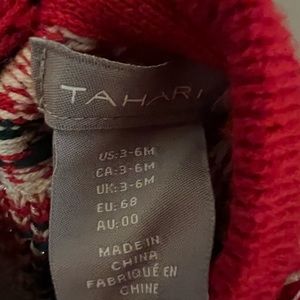 TAHARI
US:3-6M
CA:3-6M
UK:3-6M
EU: 68
AU:00
MADE IN
CHINA
FABRIQUÉ EN
CHINE